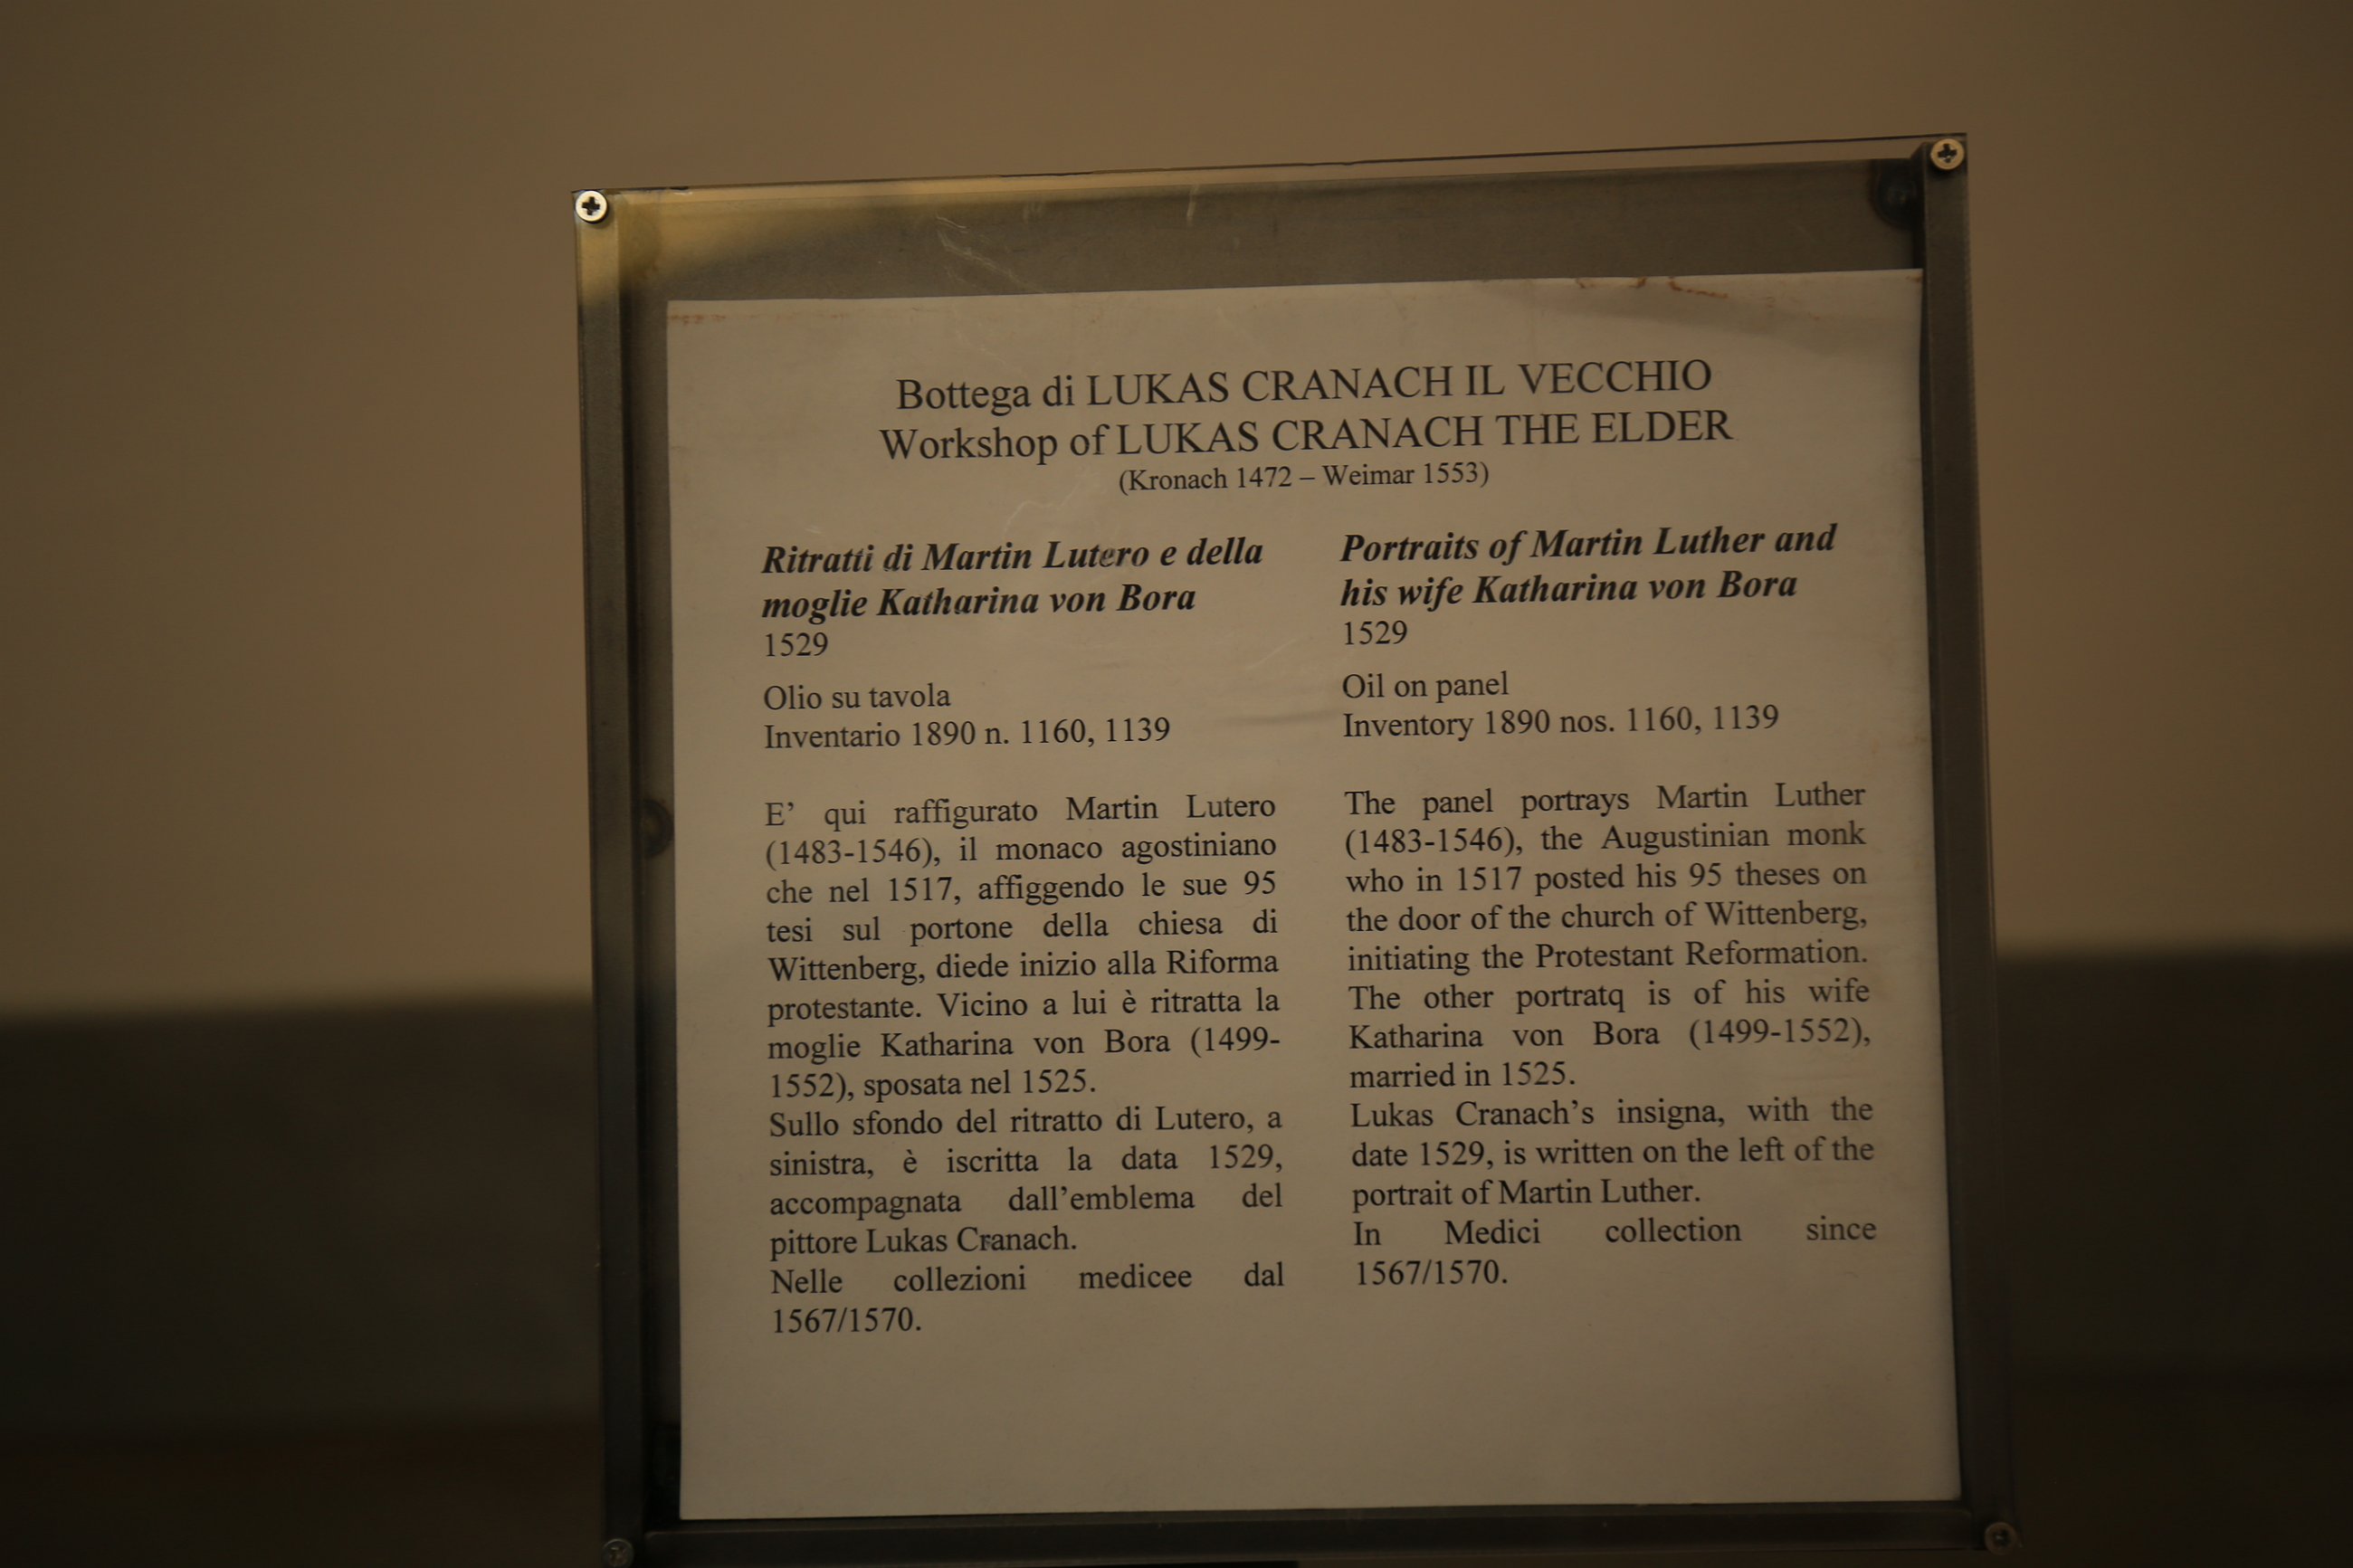 Bottega di LUKAS CRANACH IL VECCHIO
Workshop of LUKAS CRANACH THE ELDER
(Kronach 1472 – Weimar 1553)
Ritratti di Martin Lutero e della
moglie Katharina von Bora
1529
Olio su tavola
Inventario 1890 n. 1160, 1139
E’ qui raffigurato Martin Lutero
(1483-1546), il monaco agostiniano
che nel 1517, affiggendo le sue 95
tesi sul portone della chiesa di
Wittenberg, diede inizio alla Riforma
protestante. Vicino a lui è ritratta la
moglie Katharina von Bora (1499-
1552), sposata nel 1525.
Sullo sfondo del ritratto di Lutero, a
sinistra, è iscritta la data 1529,
accompagnata dall’emblema del
pittore Lukas Cranach.
Nelle collezioni medicee dal
1567/1570.
Portraits of Martin Luther and
his wife Katharina von Bora
1529
Oil on panel
Inventory 1890 nos. 1160, 1139
The panel portrays Martin Luther
(1483-1546), the Augustinian monk
who in 1517 posted his 95 theses on
the door of the church of Wittenberg,
initiating the Protestant Reformation.
The other portratq is of his wife
Katharina von Bora (1499-1552),
married in 1525.
Lukas Cranach’s insigna, with the
date 1529, is written on the left of the
portrait of Martin Luther.
In Medici collection since
1567/1570.